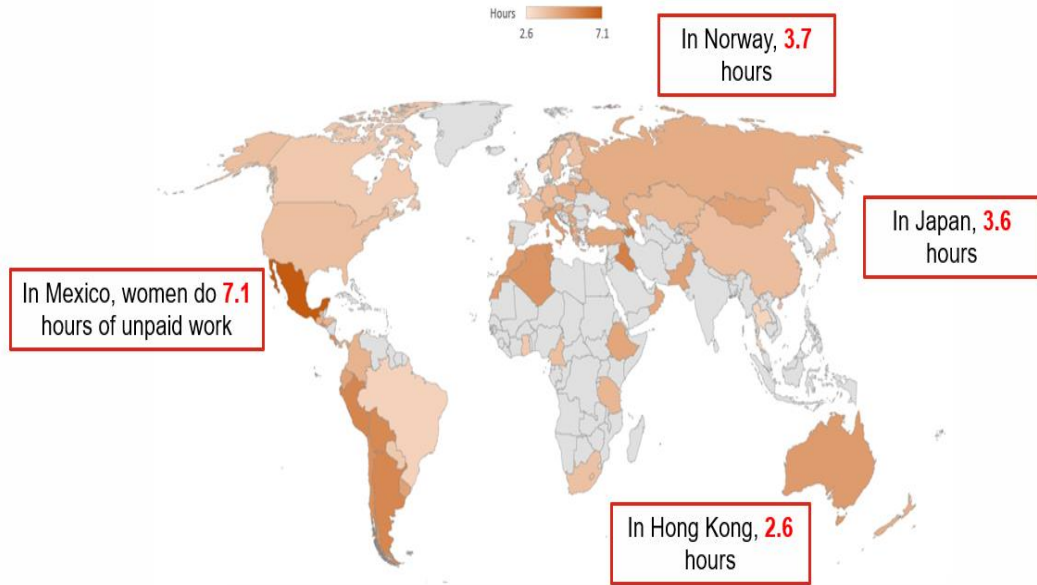 Hours
2.6 7.1
In Norway, 3.7
hours
In Japan, 3.6
hours
In Mexico, women do 7.1
hours of unpaid work
In Hong Kong, 2.6
hours